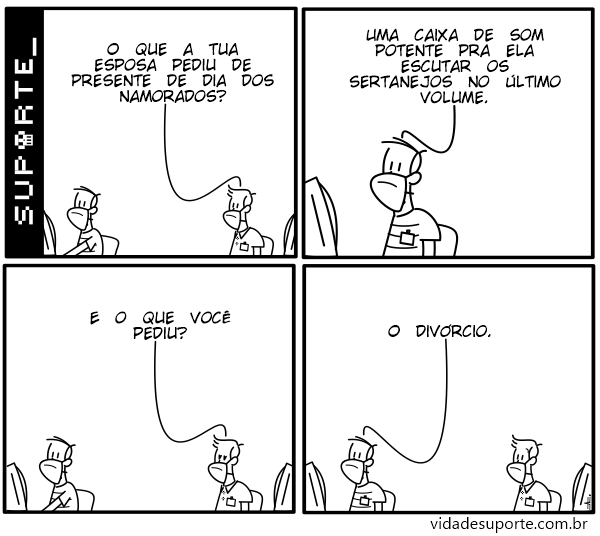 SUPORTE_
O QUE A TUA
ESPOSA PEDIU DE
PRESENTE DE DIA DOS
NAMORADOS?
UMA CAIXA DE SOM
POTENTE PRA ELA
ESCUTAR OS
SERTANEJOS NO ÚLTIMO
VOLUME.
E O QUE VOCÊ
PEDIU?
O DIVÓRCIO.
vidadesuporte.com.br